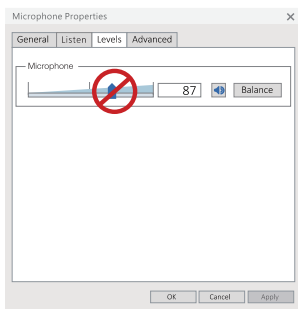 Microphone Properties
General Listen Levels Advanced
Microphone
87 Balance
OK Cancel Apply